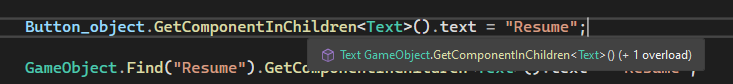 Button_object.GetComponentInChildren<Text>().text = "Resume";
Text GameObject.GetComponentInChildren<Text>() (+ 1 overload)
GameObject.Find("Resume").